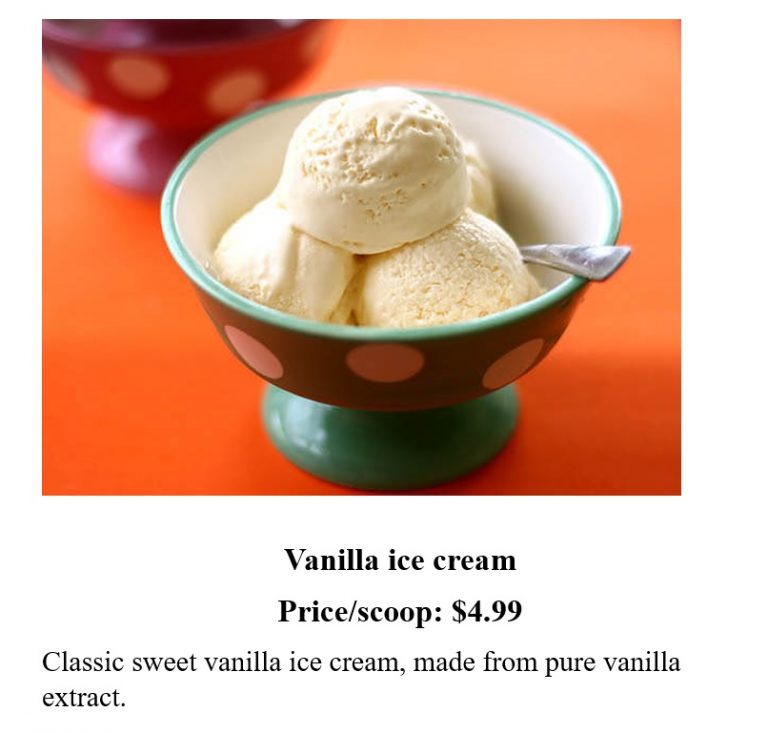 Vanilla ice cream
Price/scoop: $4.99
Classic sweet vanilla ice cream, made from pure vanilla
extract.